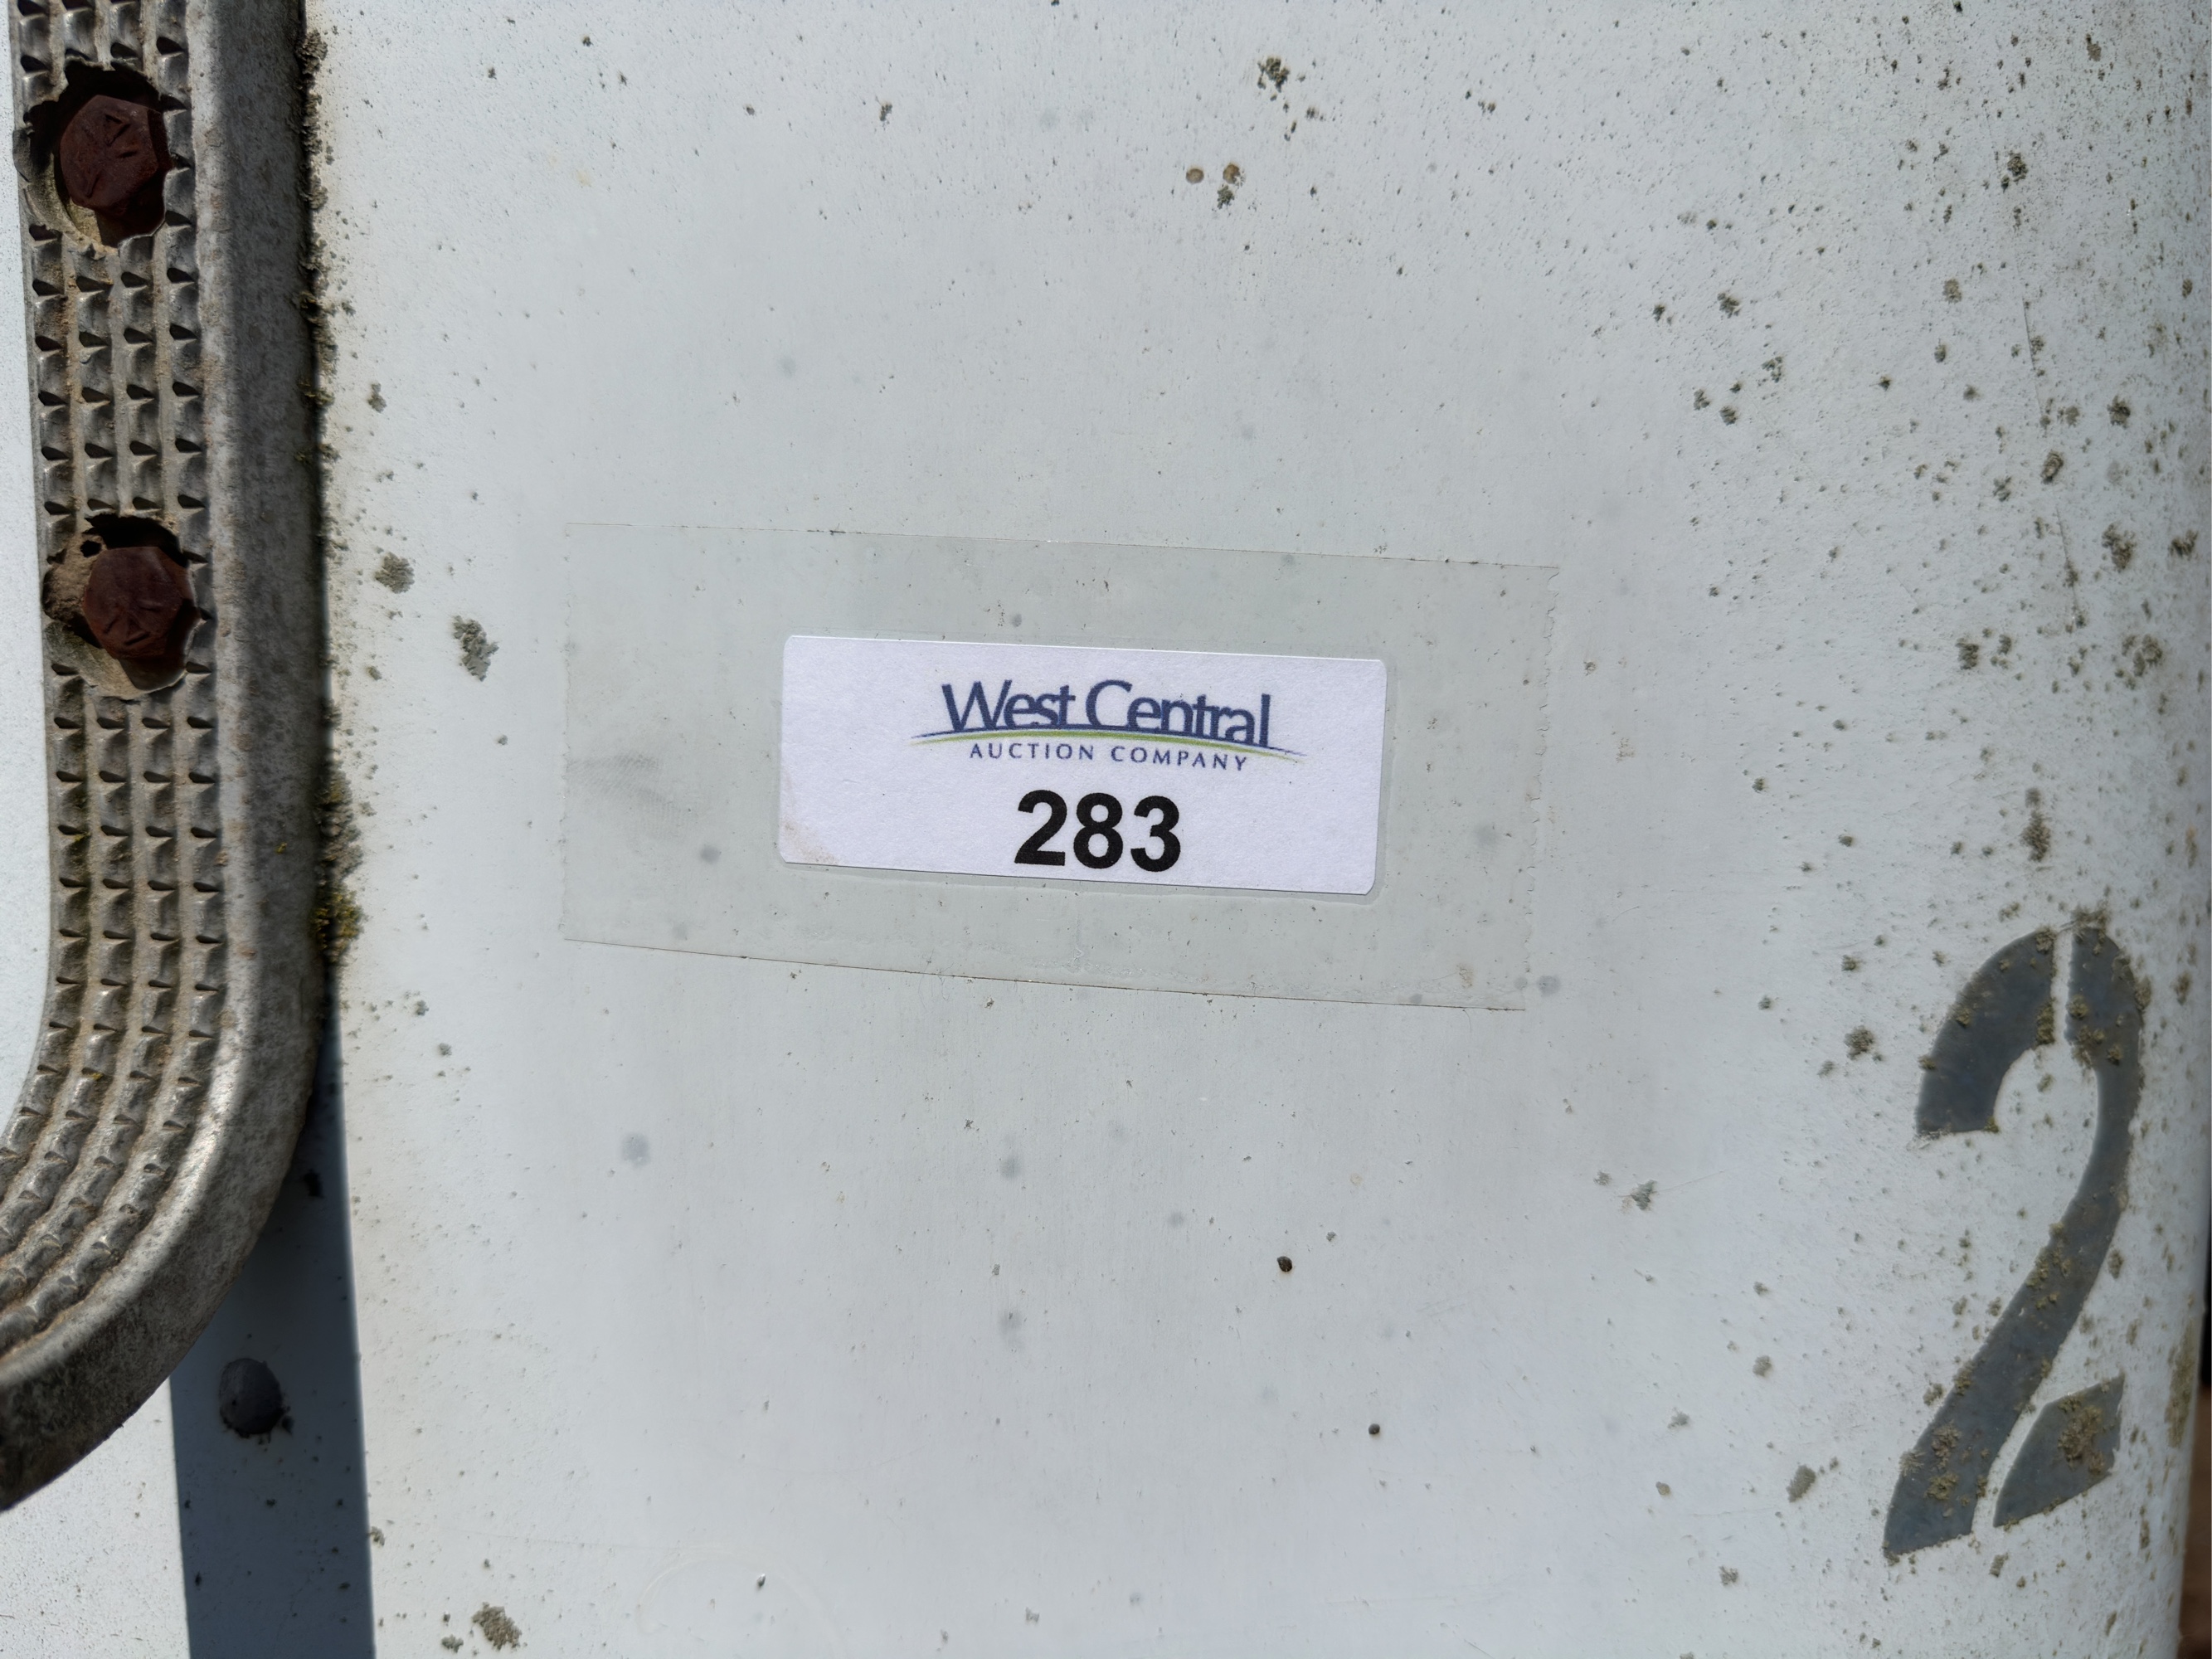 West Central
AUCTION COMPANY
283
2